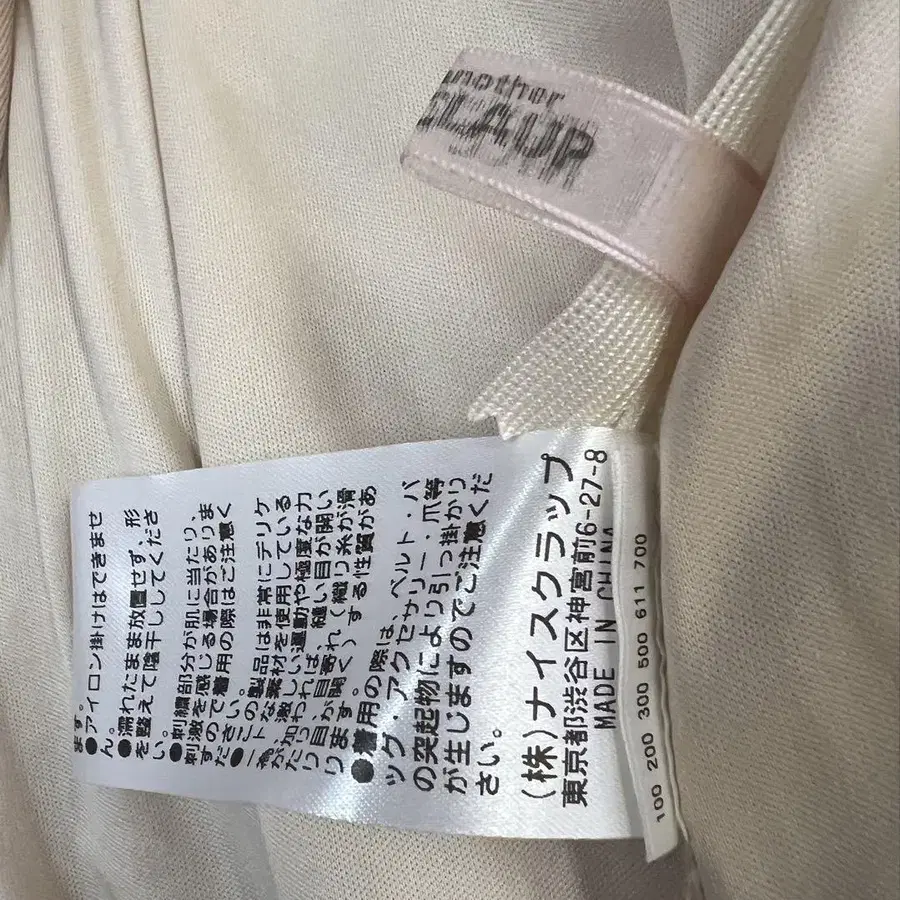 another
GLAUP
ます。
●アイロン掛けはできませ
ん。
●濡れたまま放置せず、形
を整えて陰干ししてくださ
い。
●刺繍部分が肌に当たり、
刺激を感じる場合がありま
すので着用の際はご注意く
ださい。
●この製品は非常にデリケ
ートな素材を使用している
為、激しい運動や極度な力
が加われば、縫い目が開い
たり目寄れ(織り糸が滑
り目が開く)する性質があ
ります。
●着用の際は、ベルト・バ
ッグ・アクセサリー・爪等
の突起物により引っ掛かり
が生じますのでご注意くだ
さい。
(株)ナイスクラップ
東京都渋谷区神宮前6-27-8
MADE IN CHINA
100 200 300 500 611 700